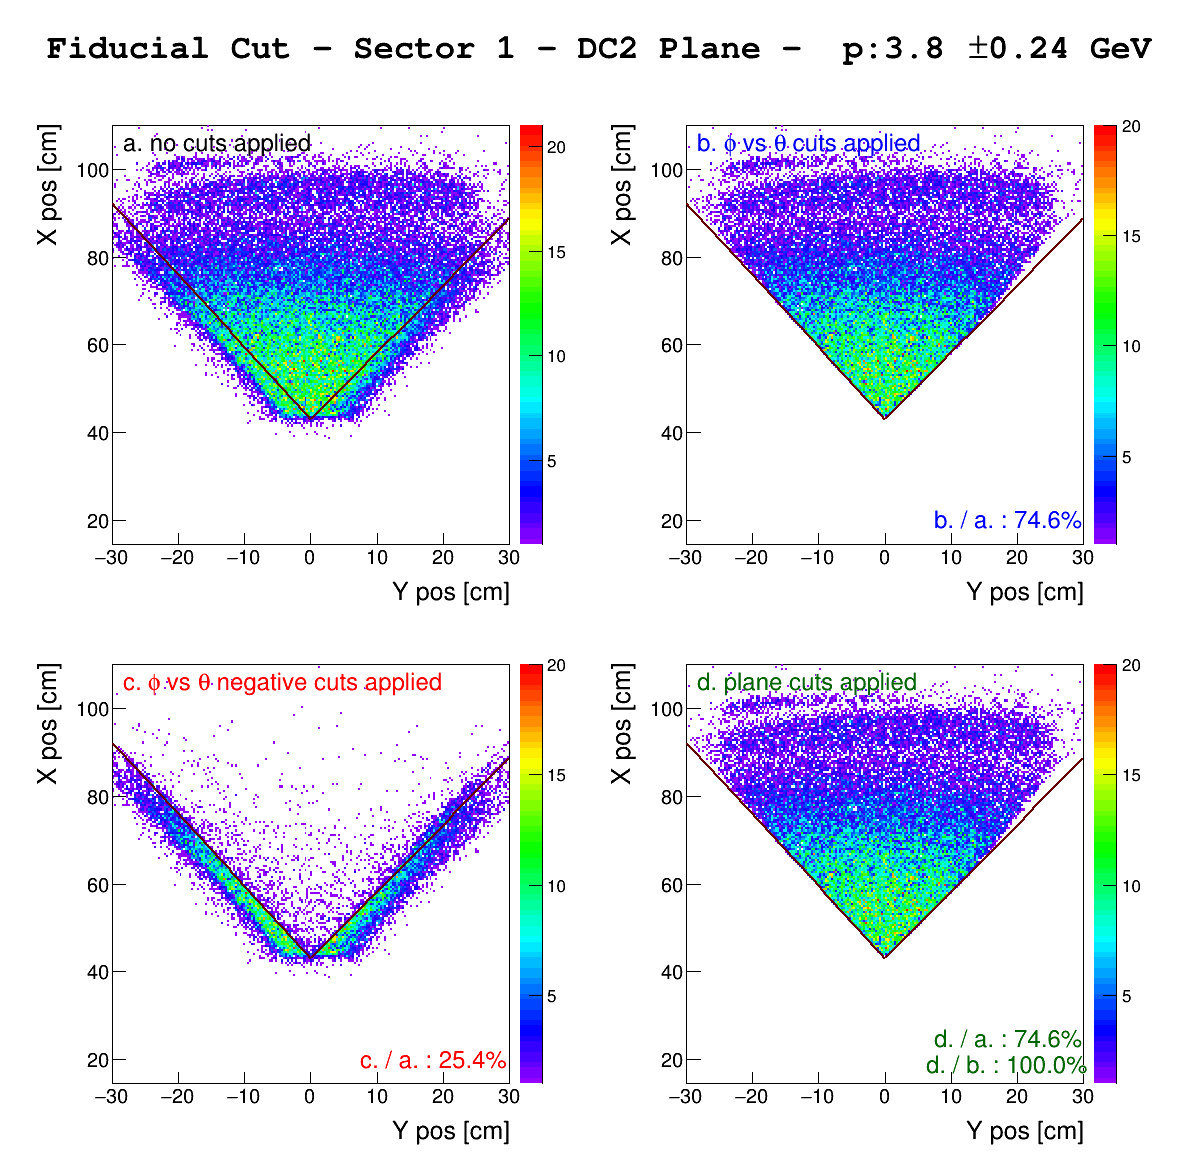 Fiducial Cut – Sector 1 – DC2 Plane – p:3.8 ±0.24 GeV
X pos [cm]
a. no cuts applied
100
80
60
40
20
−30 −20 −10 0 10 20 30
Y pos [cm]
20
15
10
5
X pos [cm]
b. ϕ vs θ cuts applied
100
80
60
40
20
b. / a. : 74.6%
−30 −20 −10 0 10 20 30
Y pos [cm]
20
15
10
5
X pos [cm]
c. ϕ vs θ negative cuts applied
100
80
60
40
20
c. / a. : 25.4%
−30 −20 −10 0 10 20 30
Y pos [cm]
20
15
10
5
X pos [cm]
d. plane cuts applied
100
80
60
40
20
d. / a. : 74.6%
d. / b. : 100.0%
−30 −20 −10 0 10 20 30
Y pos [cm]
20
15
10
5